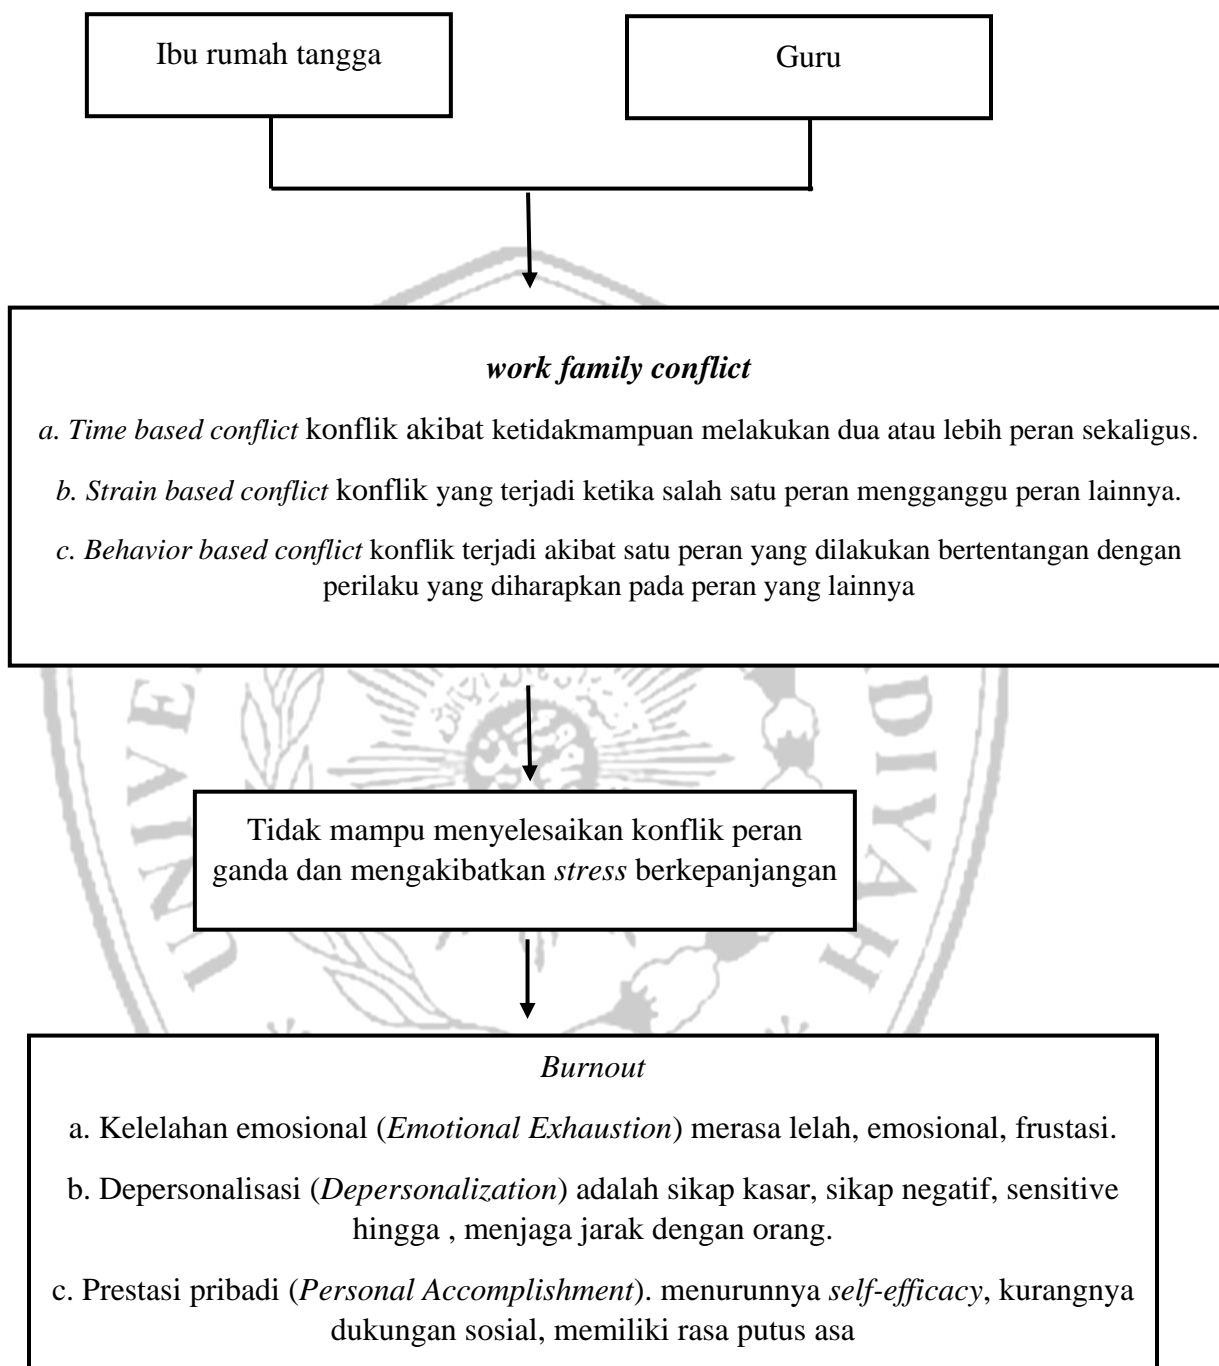 Ibu rumah tangga
Guru
work family conflict
a. Time based conflict konflik akibat ketidakmampuan melakukan dua atau lebih peran sekaligus.
b. Strain based conflict konflik yang terjadi ketika salah satu peran mengganggu peran lainnya.
c. Behavior based conflict konflik terjadi akibat satu peran yang dilakukan bertentangan dengan
perilaku yang diharapkan pada peran yang lainnya
Tidak mampu menyelesaikan konflik peran
ganda dan mengakibatkan stress berkepanjangan
Burnout
a. Kelelahan emosional (Emotional Exhaustion) merasa lelah, emosional, frustasi.
b. Depersonalisasi (Depersonalization) adalah sikap kasar, sikap negatif, sensitive
hingga , menjaga jarak dengan orang.
c. Prestasi pribadi (Personal Accomplishment). menurunnya self-efficacy, kurangnya
dukungan sosial, memiliki rasa putus asa